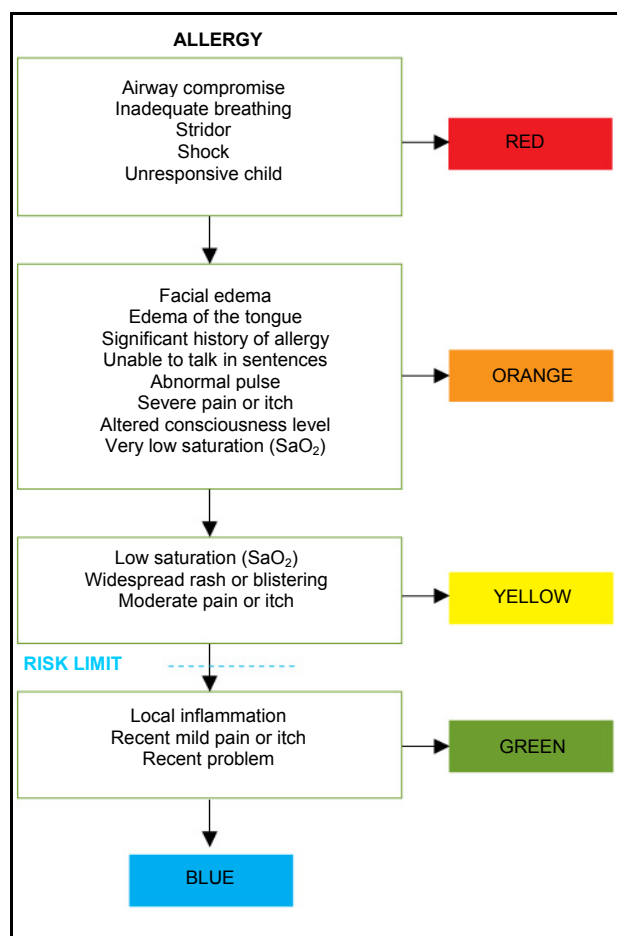 ALLERGY
Airway compromise
Inadequate breathing
Stridor
Shock
Unresponsive child
RED
Facial edema
Edema of the tongue
Significant history of allergy
Unable to talk in sentences
Abnormal pulse
Severe pain or itch
Altered consciousness level
Very low saturation (SaO₂)
ORANGE
Low saturation (SaO₂)
Widespread rash or blistering
Moderate pain or itch
YELLOW
RISK LIMIT
Local inflammation
Recent mild pain or itch
Recent problem
GREEN
BLUE